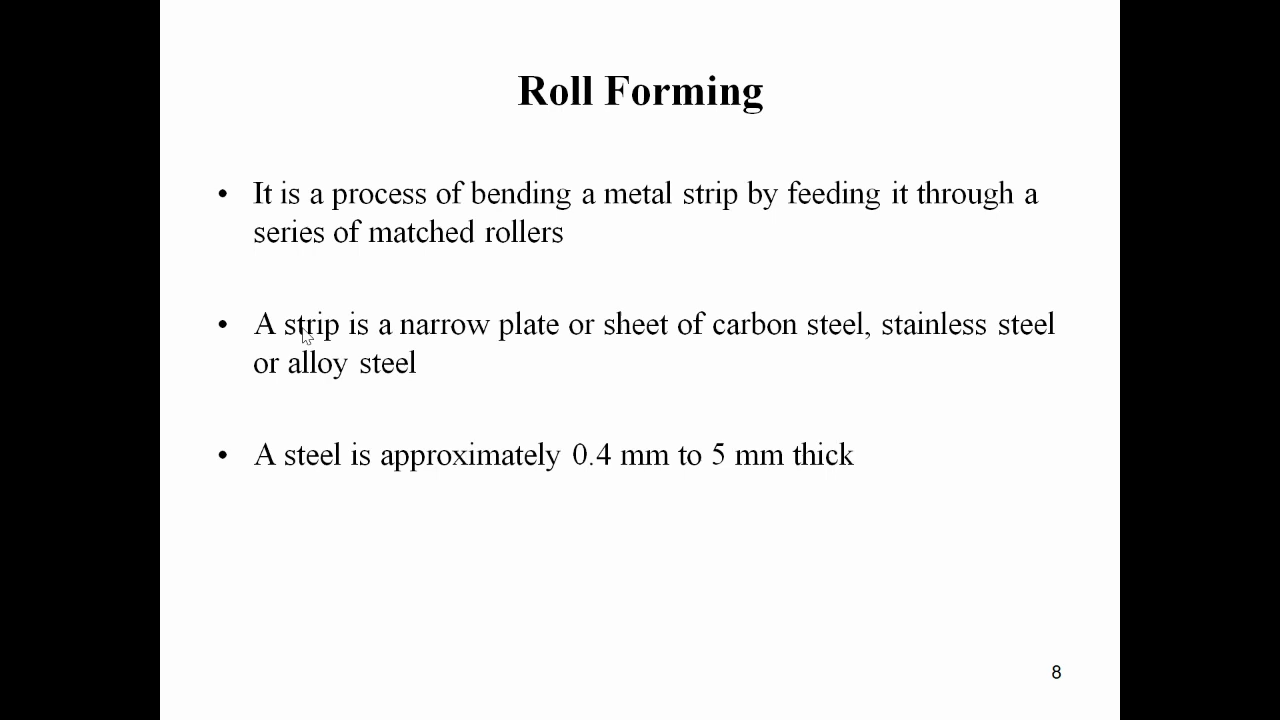 Roll Forming
• It is a process of bending a metal strip by feeding it through a
series of matched rollers
• A strip is a narrow plate or sheet of carbon steel, stainless steel
or alloy steel
• A steel is approximately 0.4 mm to 5 mm thick
8